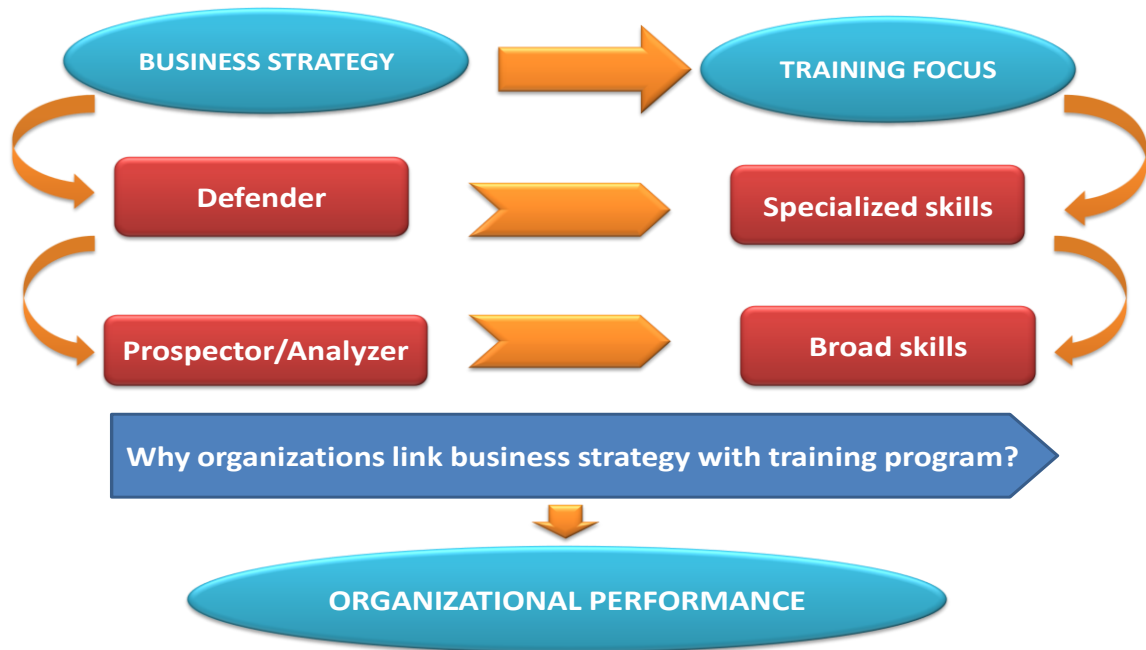 BUSINESS STRATEGY
TRAINING FOCUS
Defender
Specialized skills
Prospector/Analyzer
Broad skills
Why organizations link business strategy with training program?
ORGANIZATIONAL PERFORMANCE